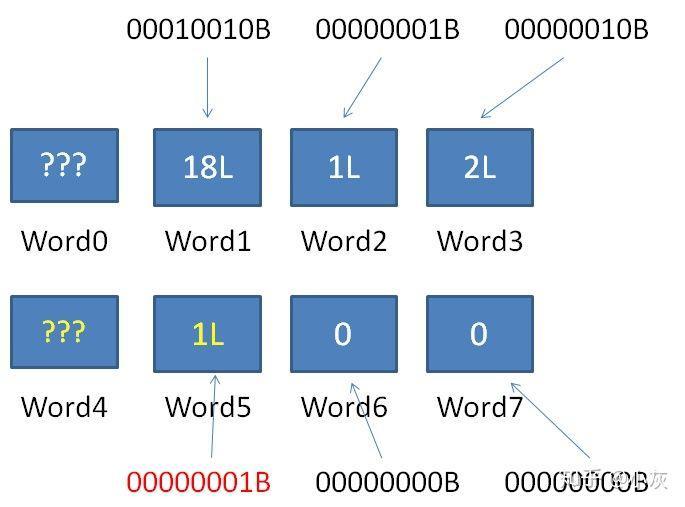 00010010B 00000001B 00000010B
??? 18L 1L 2L
Word0 Word1 Word2 Word3
??? 1L 0 0
Word4 Word5 Word6 Word7
00000001B 00000000B 00000000B
知乎 @小灰